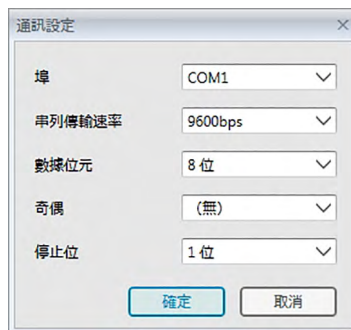 通訊設定
埠 COM1
串列傳輸速率 9600bps
數據位元 8 位
奇偶 (無)
停止位 1 位
確定 取消